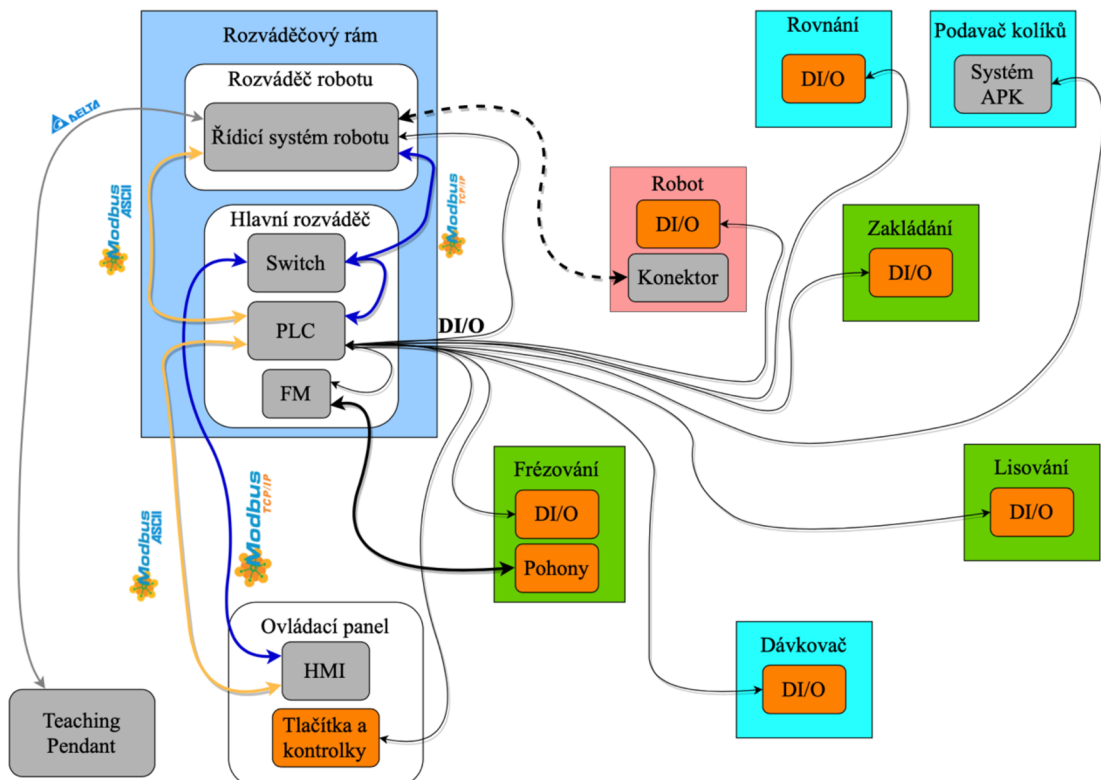 Rozváděčový rám
Rozváděč robotu
Řídicí systém robotu
DELTA
Modbus
ASCII
Modbus
TCP/IP
Hlavní rozváděč
Switch
PLC
FM
DI/O
Rovnání
DI/O
Podavač kolíků
Systém
APK
Robot
DI/O
Konektor
Zakládání
DI/O
Frézování
DI/O
Pohony
Lisování
DI/O
Modbus
ASCII
Modbus
TCP/IP
Ovládací panel
HMI
Tlačítka a
kontrolky
Dávkovač
DI/O
Teaching
Pendant